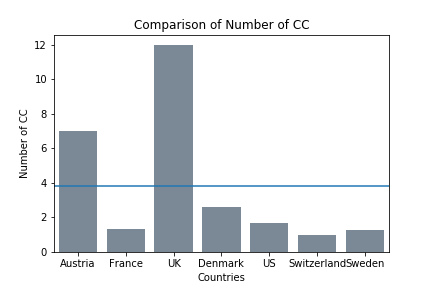 Comparison of Number of CC
12
10
8
6
4
2
0
Number of CC
Austria France UK Denmark US Switzerland Sweden
Countries